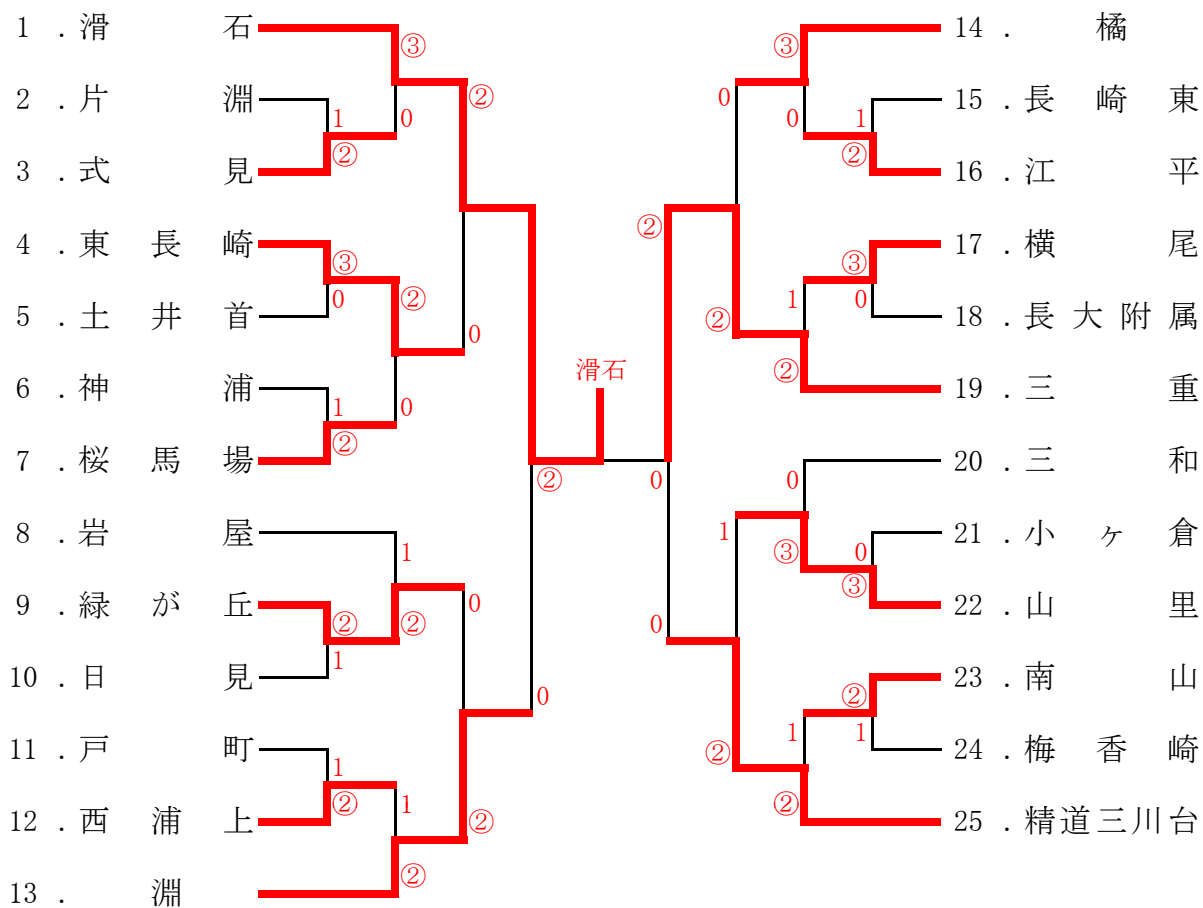 1 . 滑石
③
2 . 片淵
1
0
②
②
3 . 式見
4 . 東長崎
③
②
0
0
5 . 土井首
6 . 神浦
1
0
②
7 . 桜馬場
②
8 . 岩屋
1
9 . 緑が丘
②
②
0
1
10 . 日見
0
11 . 戸町
1
②
1
②
12 . 西浦上
②
13 . 淵
滑石
14 . 橘
③
0
15 . 長崎東
0
1
②
16 . 江平
②
17 . 横尾
③
1
0
②
18 . 長大附属
②
19 . 三重
20 . 三和
0
0
1
21 . 小ヶ倉
③
0
③
22 . 山里
0
23 . 南山
②
1
1
24 . 梅香崎
②
②
25 . 精道三川台